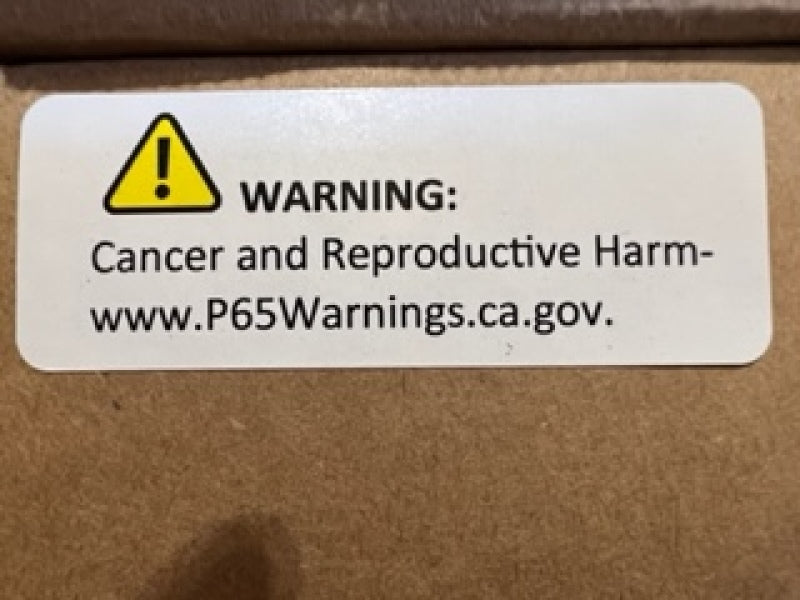 WARNING:
Cancer and Reproductive Harm-
www.P65Warnings.ca.gov.